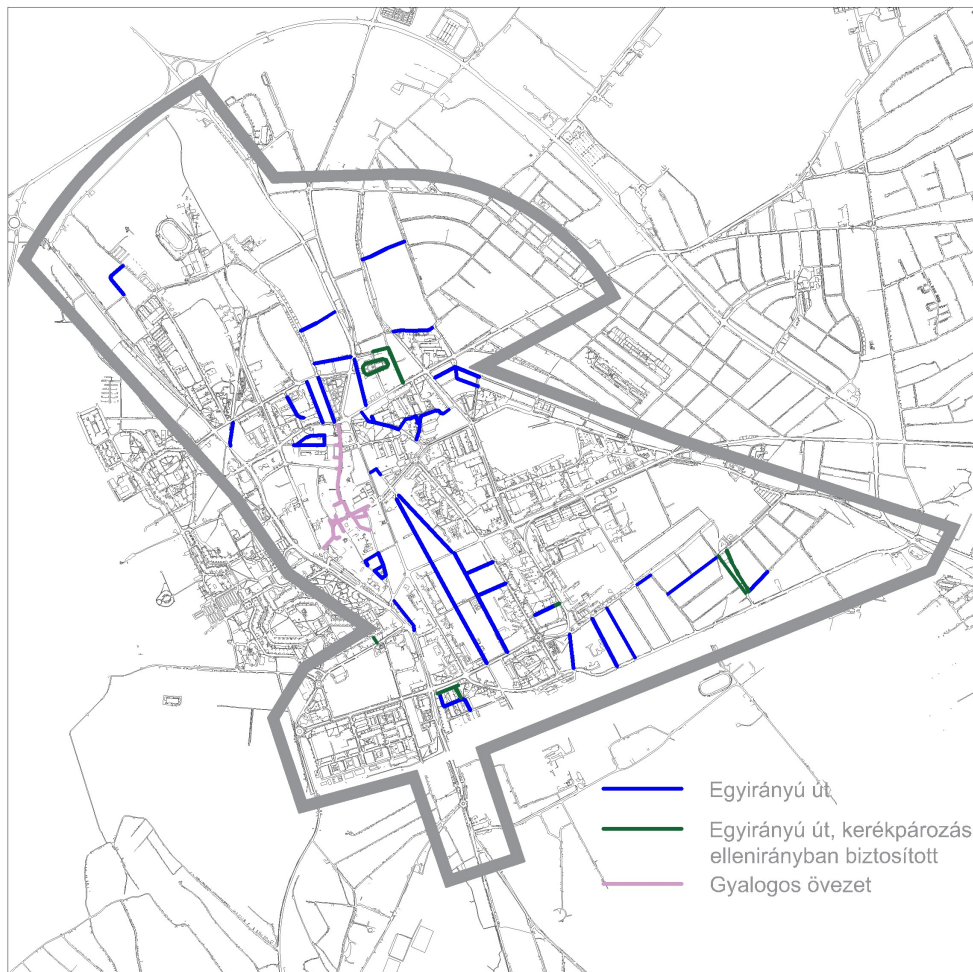 Egyirányú út
Egyirányú út, kerékpározás
ellenirányban biztosított
Gyalogos övezet